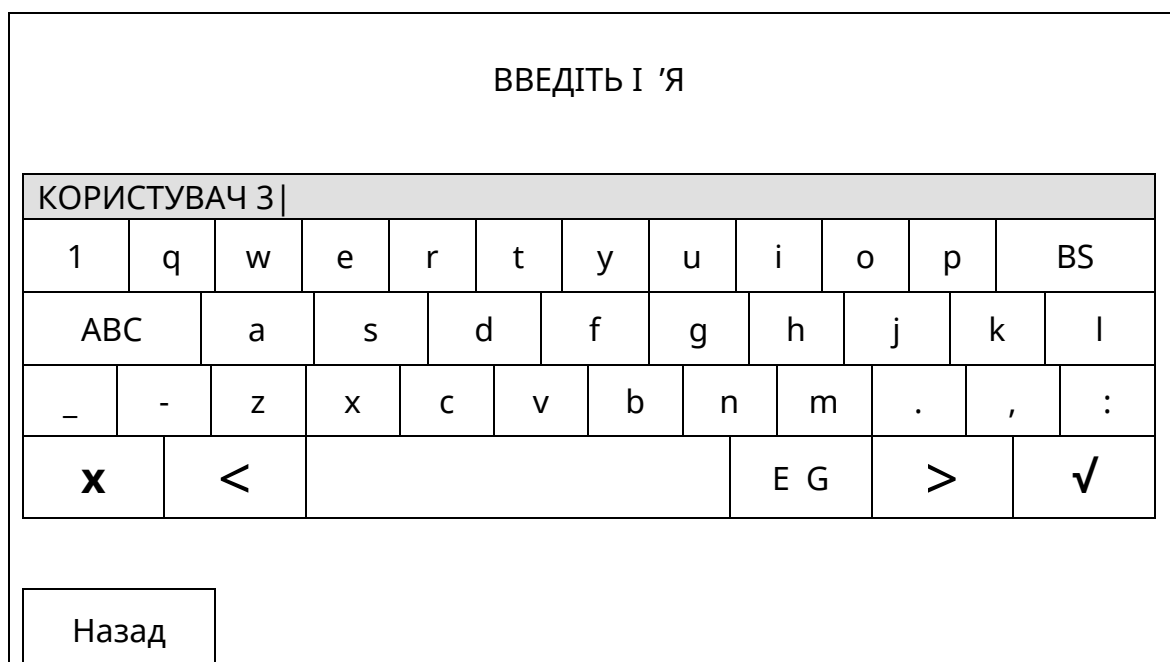 ВВЕДІТЬ І ’Я
КОРИСТУВАЧ 3|
1 q w e r t y u i o p BS
ABC a s d f g h j k l
_ - z x c v b n m . , :
x < E G > √
Назад